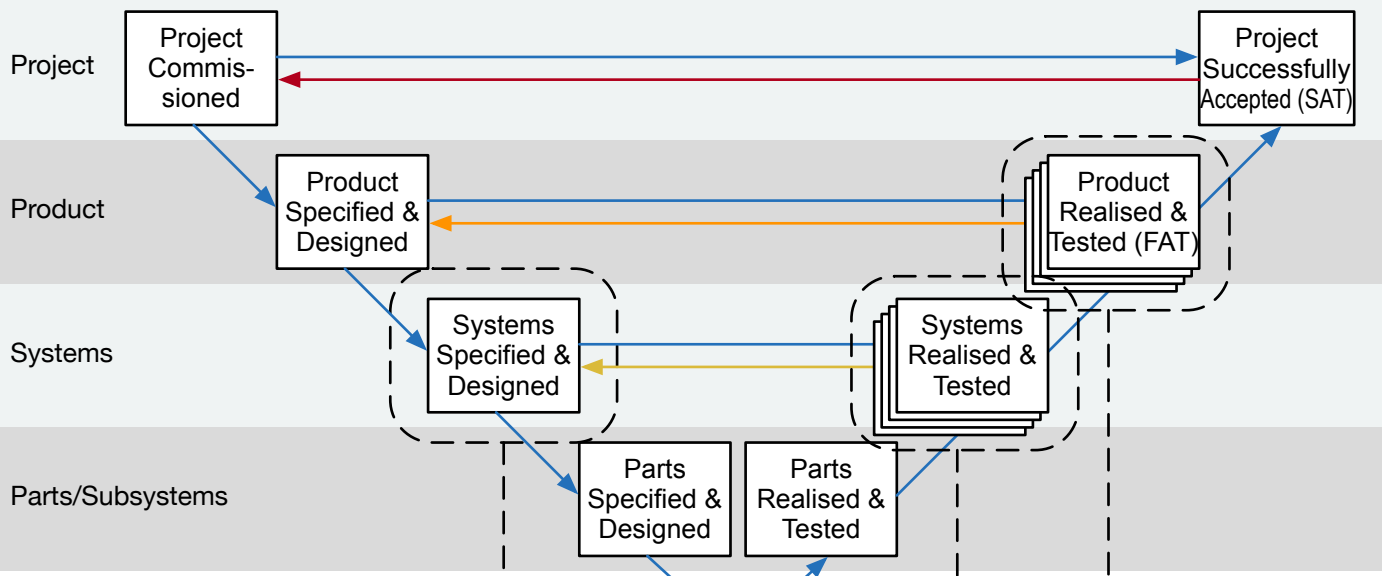 Project
Project
Commis-
sioned
Project
Successfully
Accepted (SAT)
Product
Product
Specified &
Designed
Product
Realised &
Tested (FAT)
Systems
Systems
Specified &
Designed
Systems
Realised &
Tested
Parts/Subsystems
Parts
Specified &
Designed
Parts
Realised &
Tested